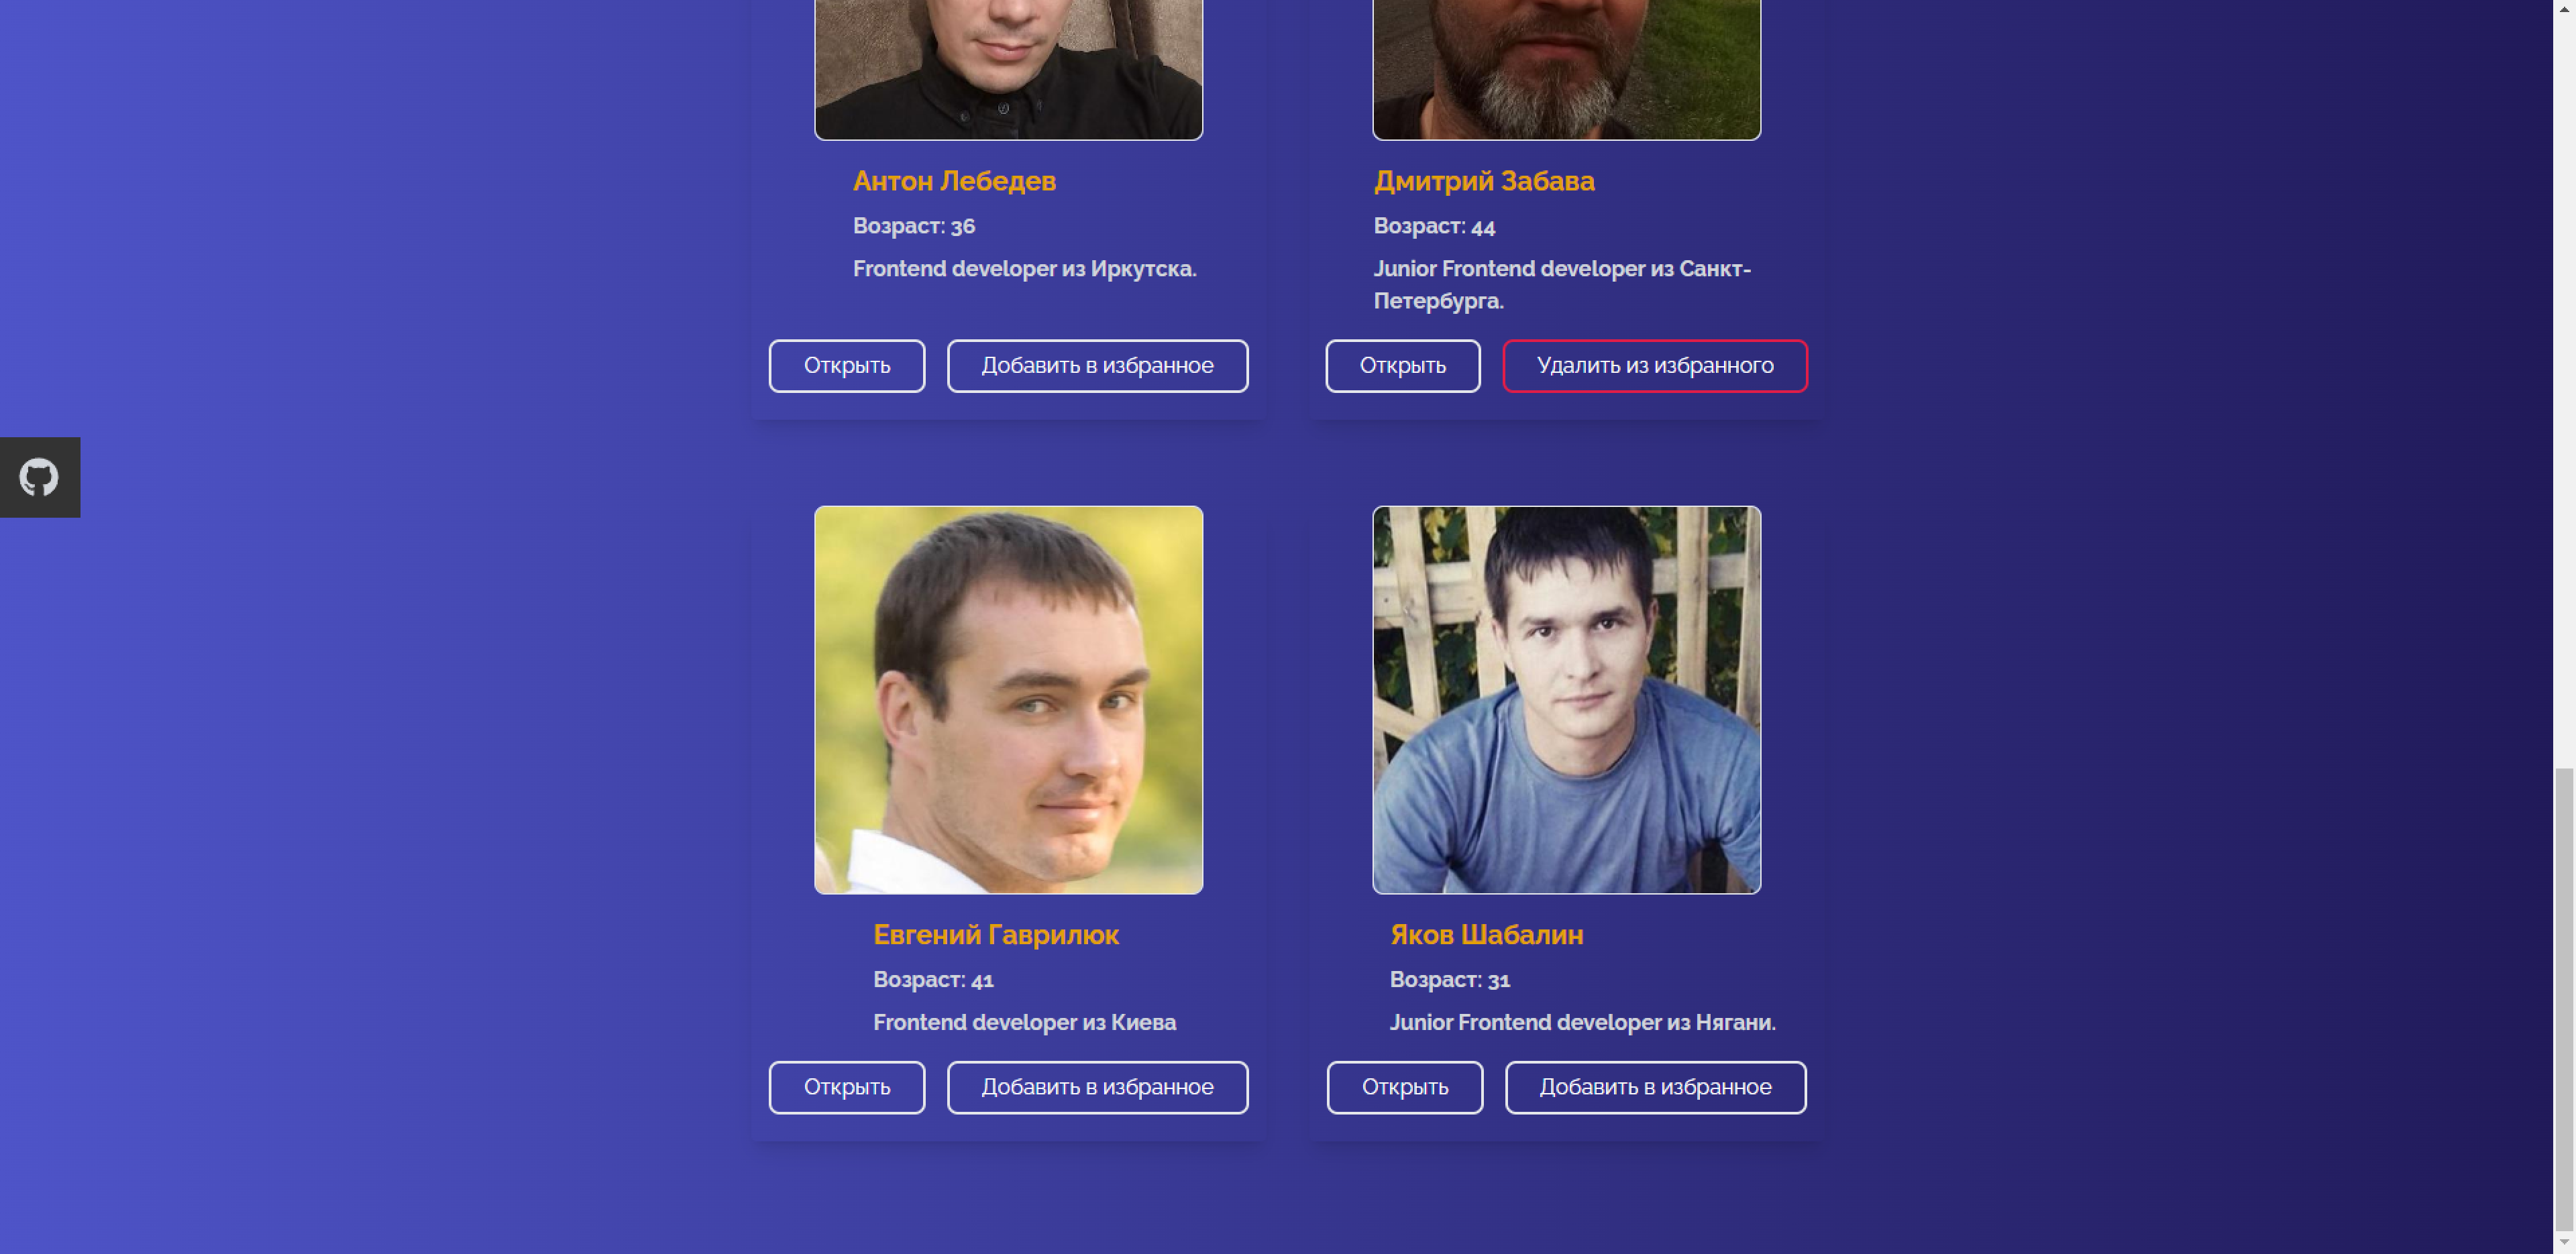 Антон Лебедев
Возраст: 36
Frontend developer из Иркутска.
Открыть
Добавить в избранное
Дмитрий Забава
Возраст: 44
Junior Frontend developer из Санкт-
Петербурга.
Открыть
Удалить из избранного
Евгений Гаврилюк
Возраст: 41
Frontend developer из Киева
Открыть
Добавить в избранное
Яков Шабалин
Возраст: 31
Junior Frontend developer из Нягани.
Открыть
Добавить в избранное